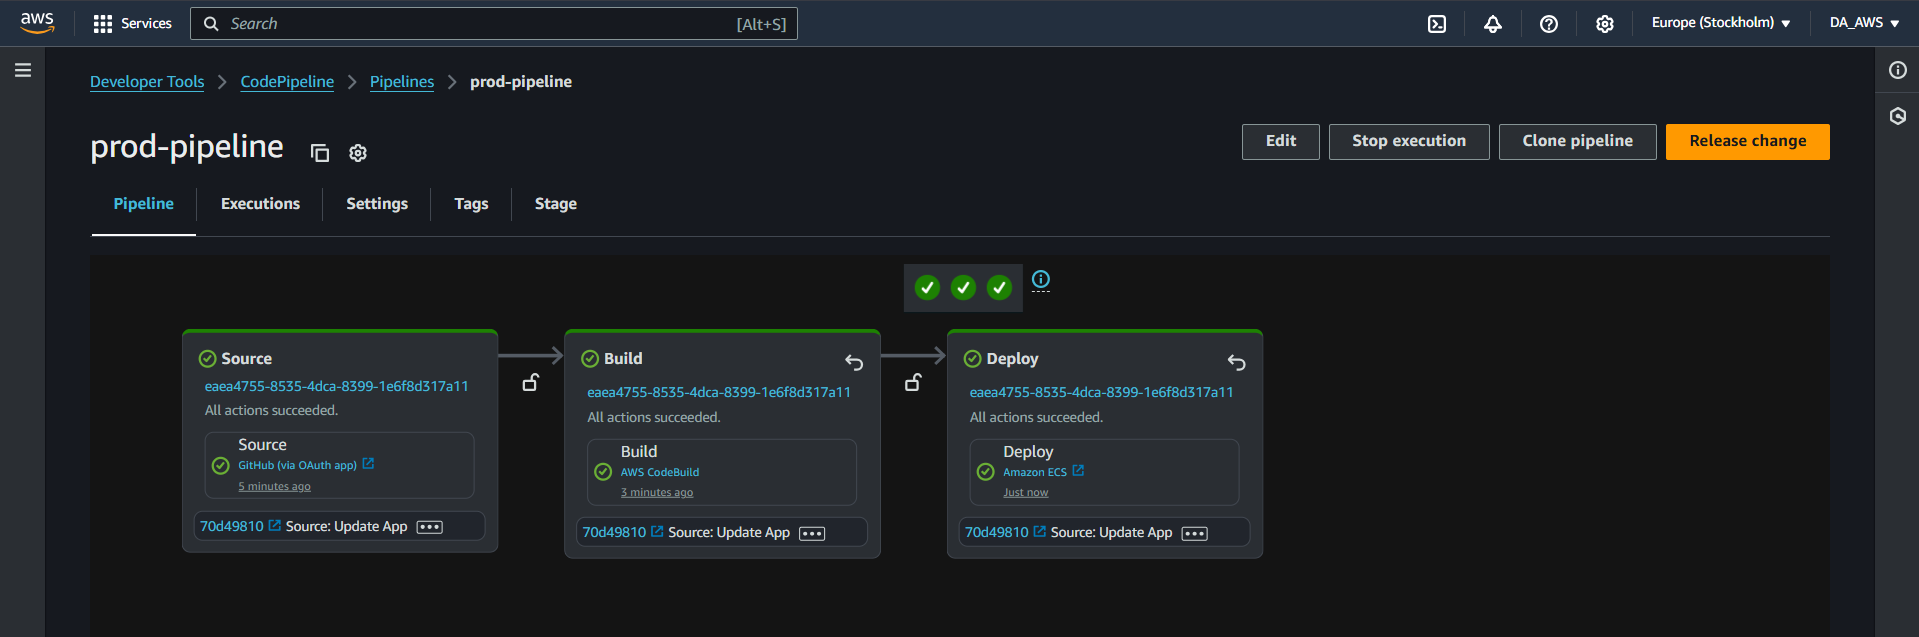 aws
Services
Search
[Alt+S]
Europe (Stockholm)
DA_AWS
Developer Tools
CodePipeline
Pipelines
prod-pipeline
prod-pipeline
Edit
Stop execution
Clone pipeline
Release change
Pipeline
Executions
Settings
Tags
Stage
Source
eaea4755-8535-4dca-8399-1e6f8d317a11
All actions succeeded.
Source
GitHub (via OAuth app)
5 minutes ago
70d49810 Source: Update App
Build
eaea4755-8535-4dca-8399-1e6f8d317a11
All actions succeeded.
Build
AWS CodeBuild
3 minutes ago
70d49810 Source: Update App
Deploy
eaea4755-8535-4dca-8399-1e6f8d317a11
All actions succeeded.
Deploy
Amazon ECS
Just now
70d49810 Source: Update App